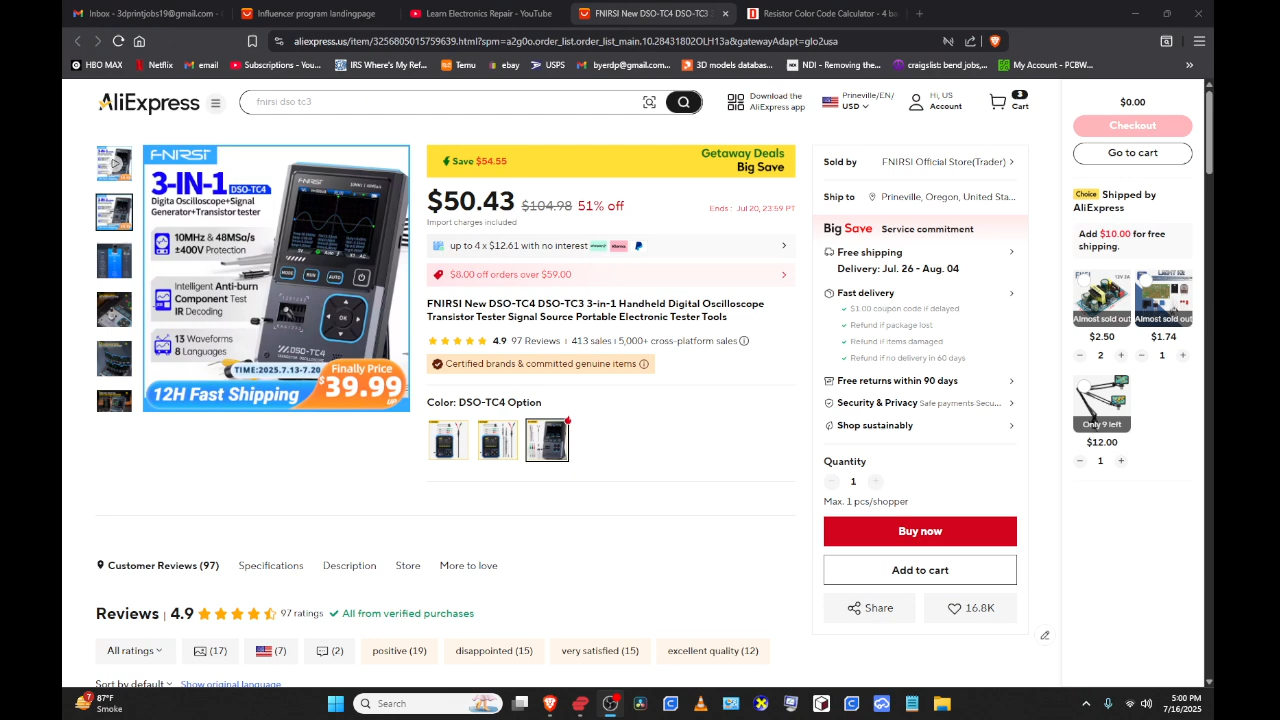 Inbox - 3dprintjobs19@gmail.com -
Influencer program landingpage
Learn Electronics Repair - YouTube
FNIRSI New DSO-TC4 DSO-TC3
Resistor Color Code Calculator - 4 ba
aliexpress.us/item/3256805015759639.html?spm=a2g0o.order_list.order_list_main.10.28431802OLH13a&gatewayAdapt=glo2usa
HBO MAX
Netflix
email
Subscriptions - You...
IRS Where's My Ref...
Temu
ebay
USPS
byerdp@gmail.com...
3D models databas...
NDI - Removing the...
craigslist: bend jobs,...
My Account - PCBW...
AliExpress
fnirsi dso tc3
Download the
AliExpress app
Prineville/EN/
USD
Hi, US
Account
3
Cart
$0.00
Checkout
Go to cart
Choice Shipped by
AliExpress
Add $10.00 for free
shipping.
Almost sold out
Almost sold out
$2.50
$1.74
2
1
Only 9 left
$12.00
1
FNIRSI
3-IN-1 DSO-TC4
Digita Ostcilloscope+Signal
Generator+Transistor tester
10MHz & 48MSa/s
±400V Protection
Intelligent Anti-burn
Component Test
IR Decoding
13 Waveforms
8 Languages
FNIRSI
MODE
RUN
AUTO
OK
DSO-TC4
TIME:2025.7.13-7.20
12H Fast Shipping
Finally Price
$39.99 up
Save $54.55
Getaway Deals
Big Save
$50.43 $104.98 51% off
Ends: Jul 20, 23:59 PT
Import charges included
up to 4 x $12.61 with no interest
$8.00 off orders over $59.00
FNIRSI New DSO-TC4 DSO-TC3 3-in-1 Handheld Digital Oscilloscope
Transistor Tester Signal Source Portable Electronic Tester Tools
4.9 97 Reviews | 413 sales | 5,000+ cross-platform sales
Certified brands & committed genuine items
Color: DSO-TC4 Option
Sold by FNIRSI Official Store(Trader)
Ship to Prineville, Oregon, United Sta...
Big Save Service commitment
Free shipping
Delivery: Jul. 26 - Aug. 04
Fast delivery
$1.00 coupon code if delayed
Refund if package lost
Refund if items damaged
Refund if no delivery in 60 days
Free returns within 90 days
Security & Privacy Safe payments Secu...
Shop sustainably
Quantity
1
Max. 1 pcs/shopper
Buy now
Add to cart
Share
16.8K
Customer Reviews (97)
Specifications
Description
Store
More to love
Reviews | 4.9 97 ratings All from verified purchases
All ratings
(17)
(7)
(2)
positive (19)
disappointed (15)
very satisfied (15)
excellent quality (12)
Sort by default Show original language
7
87°F
Smoke
Search
5:00 PM
7/16/2025